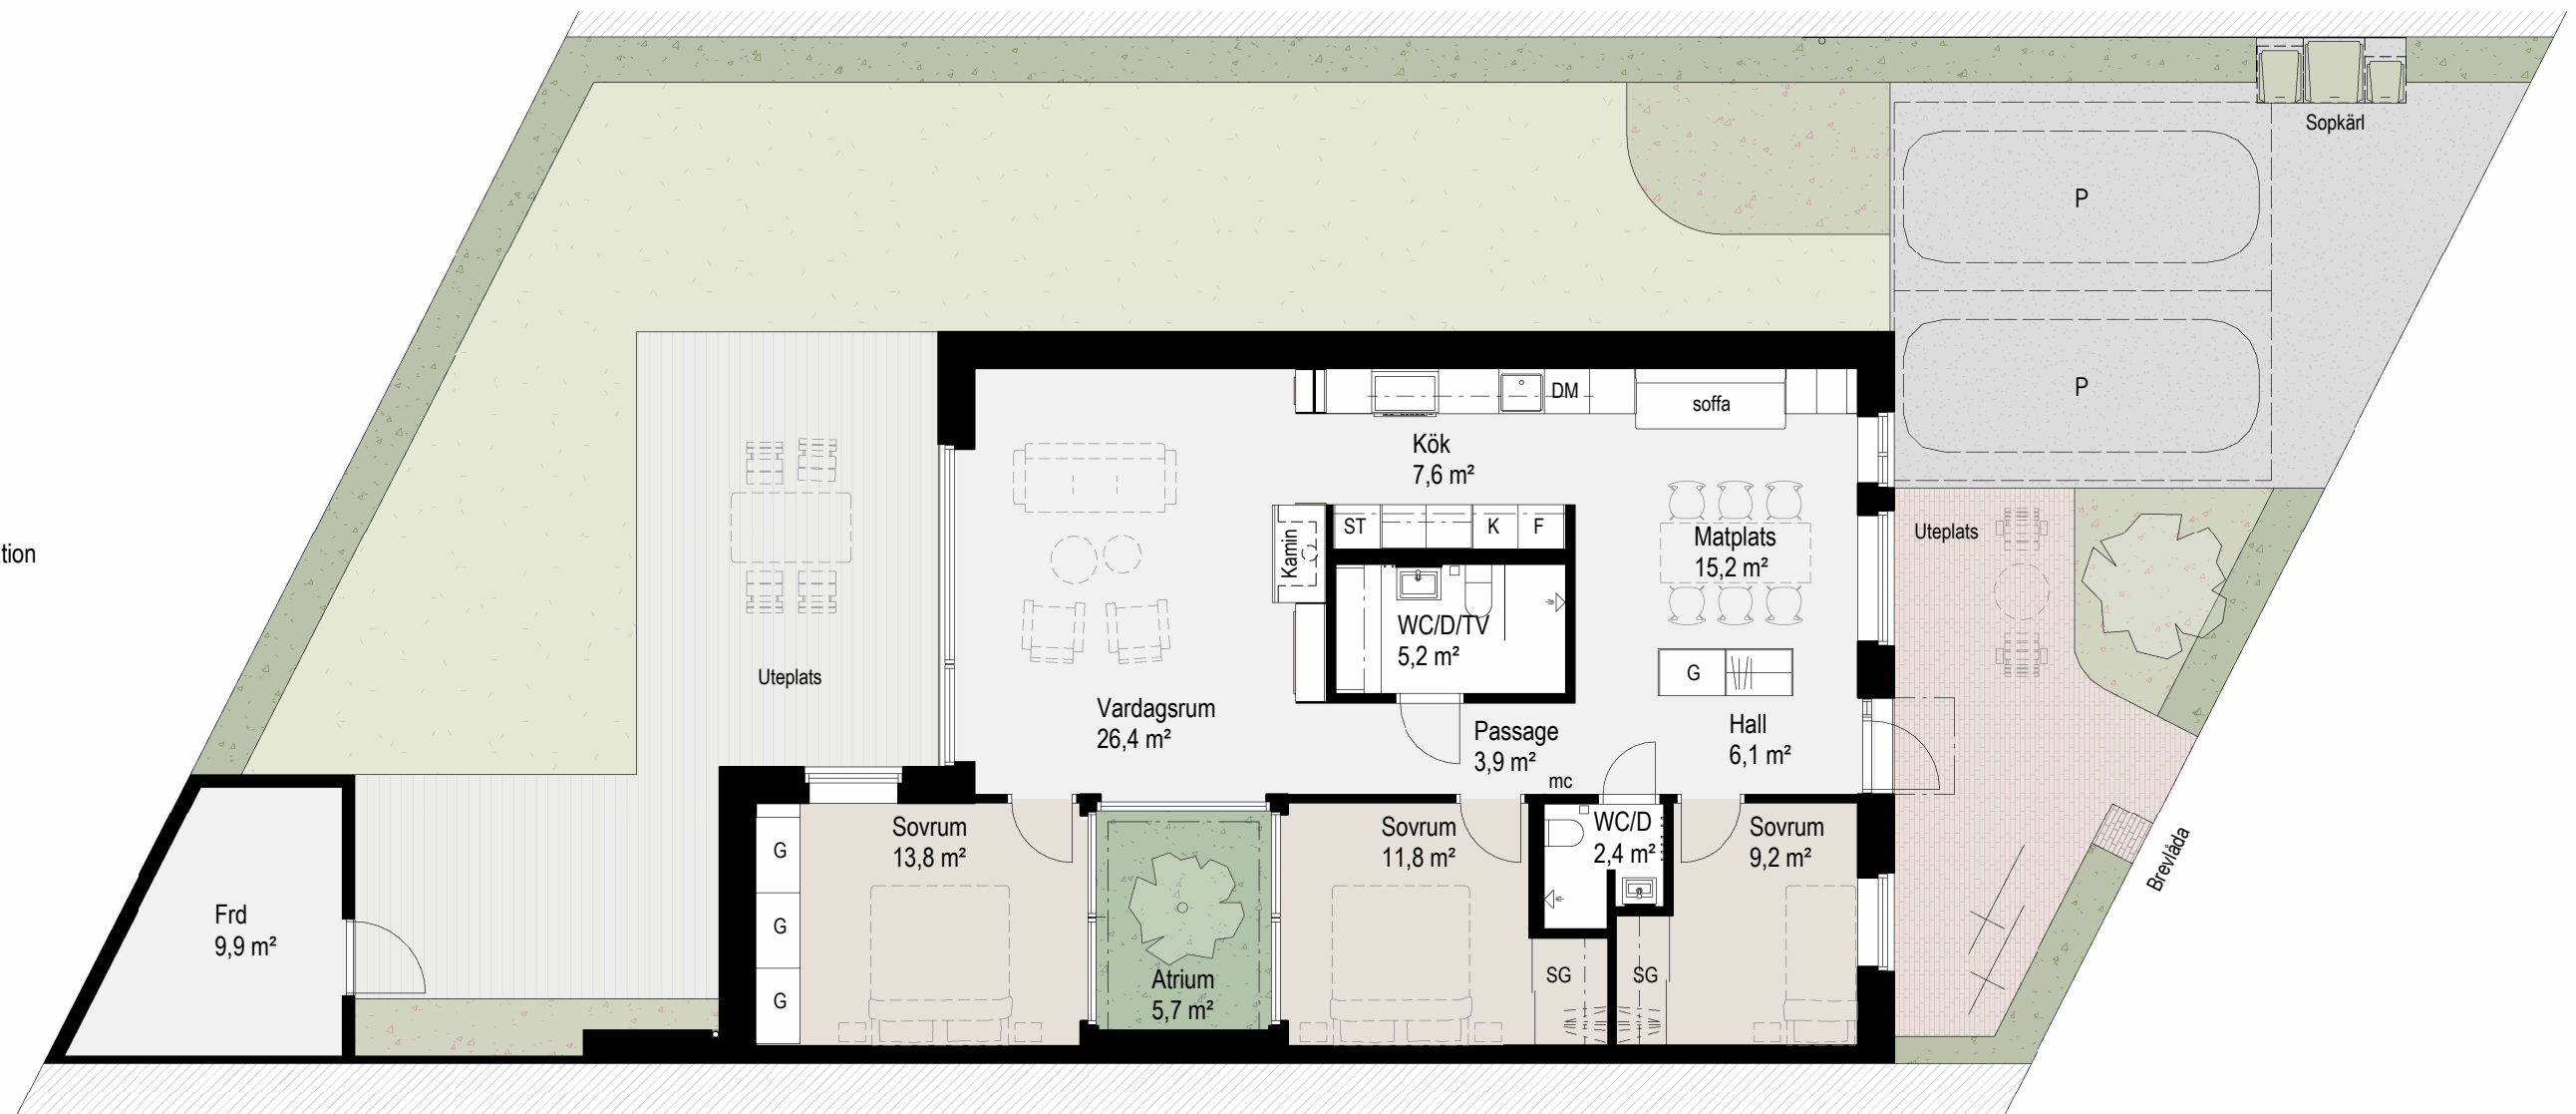 Sopkärl
P
P
DM
soffa
Kök
7,6 m²
ST
K
F
Kamin
Matplats
15,2 m²
Uteplats
tion
WC/D/TV
5,2 m²
G
Uteplats
Vardagsrum
26,4 m²
Passage
3,9 m²
Hall
6,1 m²
mc
Sovrum
13,8 m²
Sovrum
11,8 m²
WC/D
2,4 m²
Sovrum
9,2 m²
Brevlåda
G
G
G
Frd
9,9 m²
Atrium
5,7 m²
SG
SG